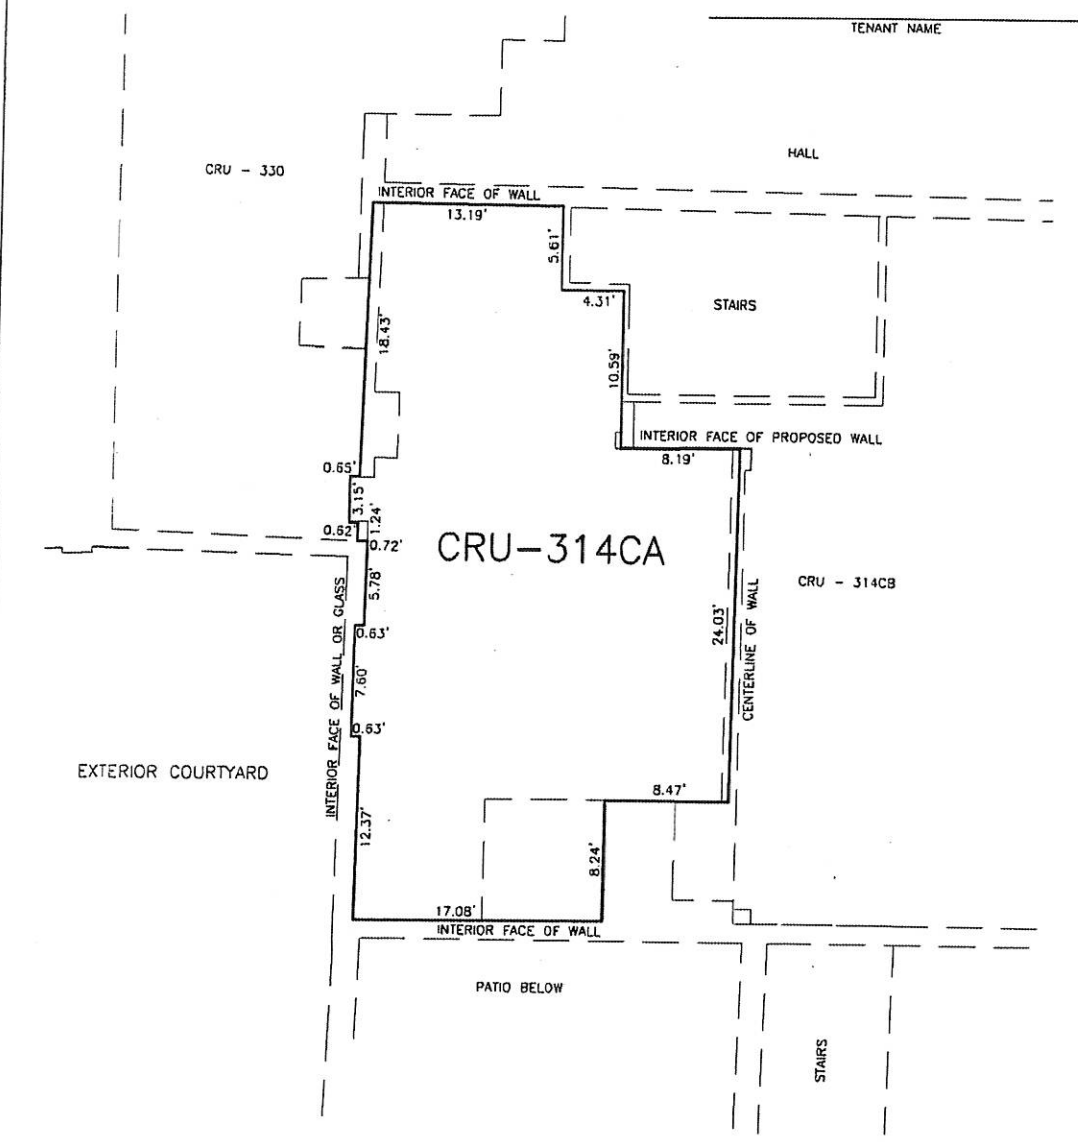 TENANT NAME
HALL
CRU - 330
INTERIOR FACE OF WALL
13.19'
5.61'
4.31'
STAIRS
18.43'
10.59'
INTERIOR FACE OF PROPOSED WALL
8.19'
0.65'
3.15'
1.24'
0.62'
0.72'
CRU-314CA
5.78'
CRU - 314CB
INTERIOR FACE OF WALL OR GLASS
24.03'
CENTERLINE OF WALL
0.63'
7.60'
0.63'
EXTERIOR COURTYARD
8.47'
12.37'
8.24'
17.08'
INTERIOR FACE OF WALL
PATIO BELOW
STAIRS